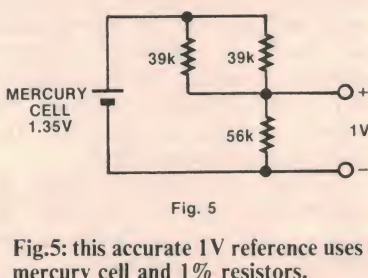 39k
39k
MERCURY
CELL
1.35V
+
1V
56k
−
Fig. 5
Fig.5: this accurate 1V reference uses
mercury cell and 1% resistors.